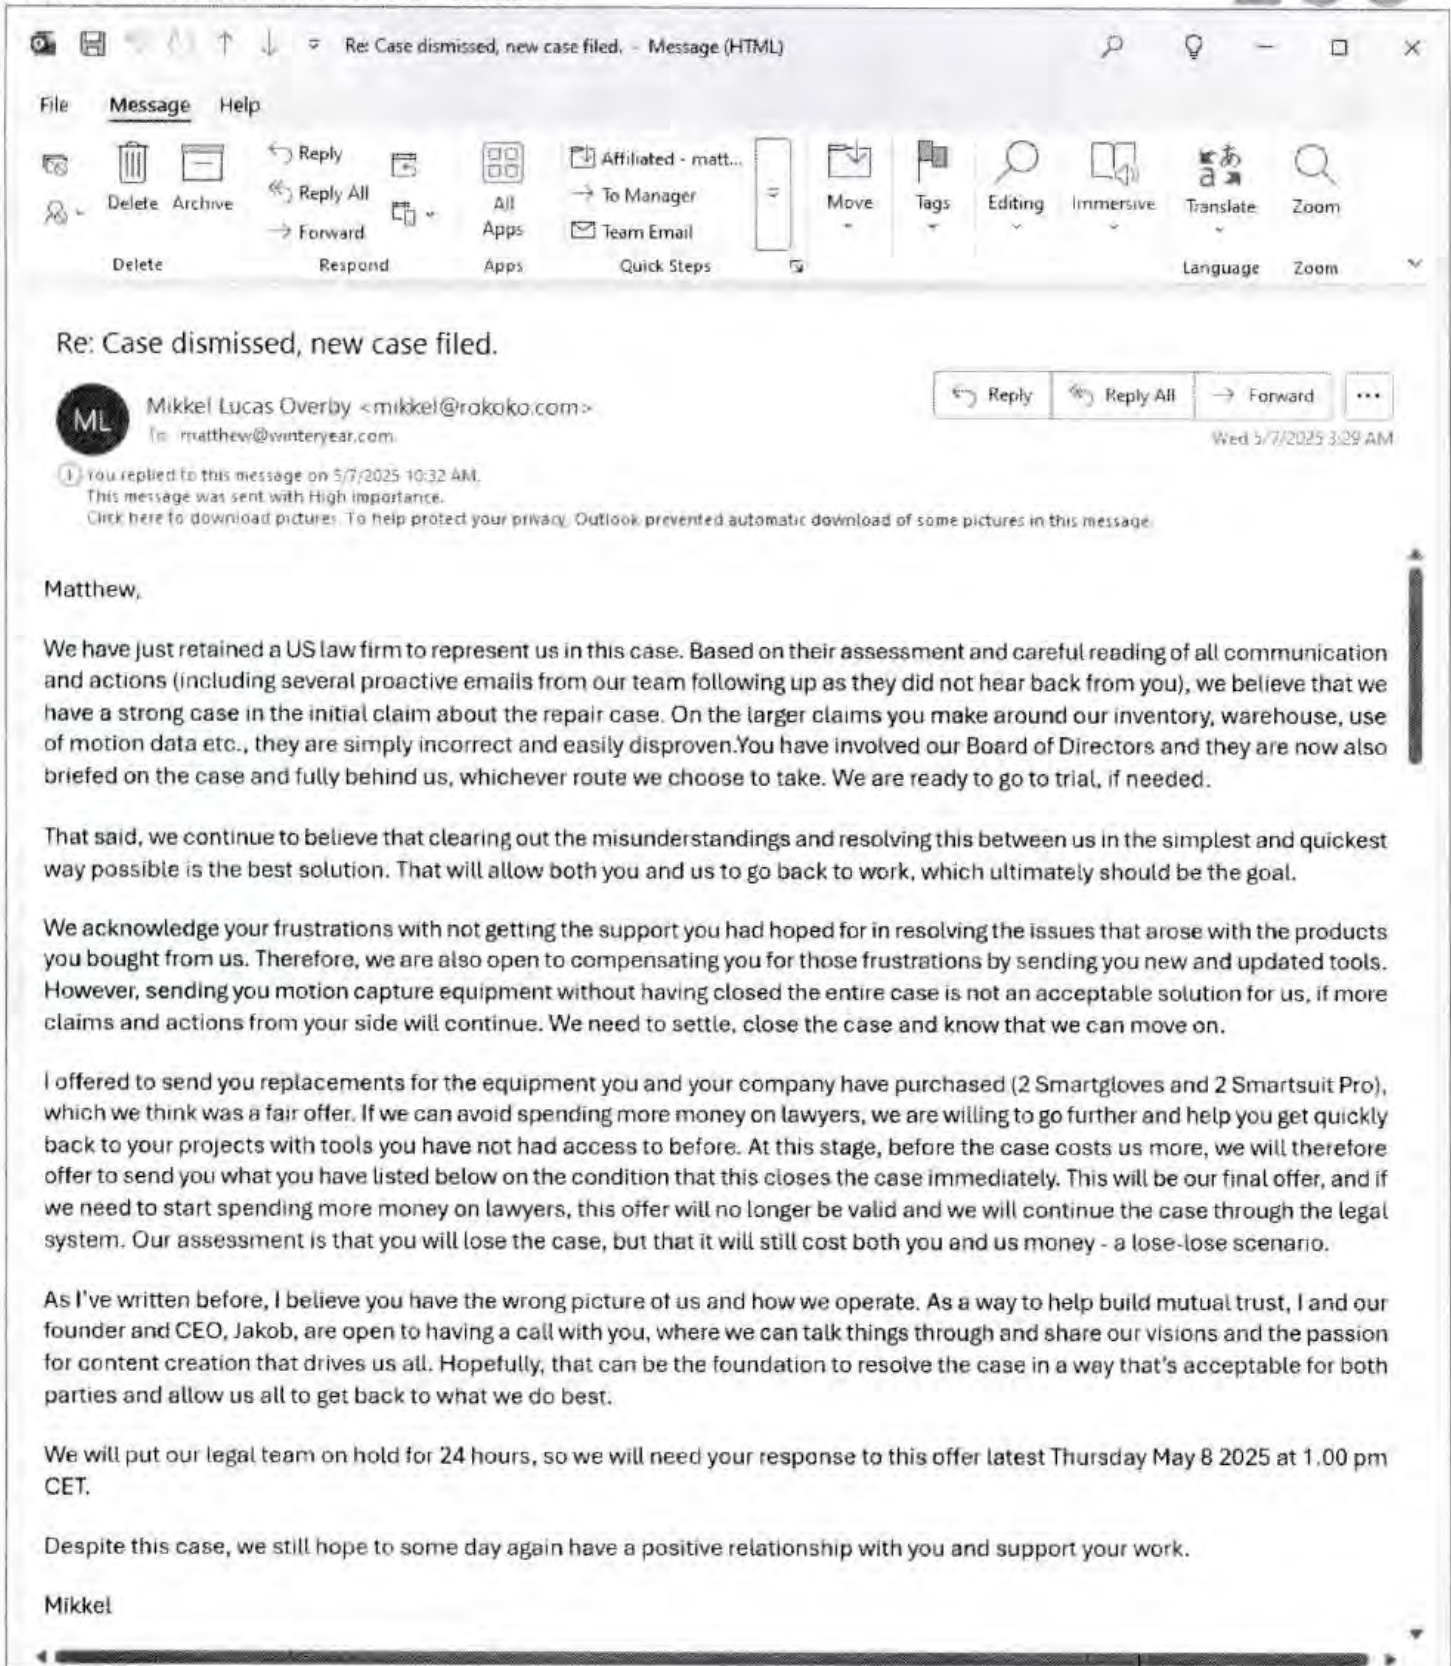 Re: Case dismissed, new case filed. - Message (HTML)
File Message Help
Delete Archive
Reply
Reply All
Forward
All Apps
Affiliated - matt...
To Manager
Team Email
Move
Tags
Editing
Immersive
Translate
Zoom
Delete Respond Apps Quick Steps Language Zoom
Re: Case dismissed, new case filed.
ML
Mikkel Lucas Overby <mikkel@rokoko.com>
To matthew@winteryear.com
Reply Reply All Forward ...
Wed 5/7/2025 3:29 AM
You replied to this message on 5/7/2025 10:32 AM.
This message was sent with High importance.
Click here to download pictures. To help protect your privacy, Outlook prevented automatic download of some pictures in this message.
Matthew,
We have just retained a US law firm to represent us in this case. Based on their assessment and careful reading of all communication
and actions (including several proactive emails from our team following up as they did not hear back from you), we believe that we
have a strong case in the initial claim about the repair case. On the larger claims you make around our inventory, warehouse, use
of motion data etc., they are simply incorrect and easily disproven.You have involved our Board of Directors and they are now also
briefed on the case and fully behind us, whichever route we choose to take. We are ready to go to trial, if needed.
That said, we continue to believe that clearing out the misunderstandings and resolving this between us in the simplest and quickest
way possible is the best solution. That will allow both you and us to go back to work, which ultimately should be the goal.
We acknowledge your frustrations with not getting the support you had hoped for in resolving the issues that arose with the products
you bought from us. Therefore, we are also open to compensating you for those frustrations by sending you new and updated tools.
However, sending you motion capture equipment without having closed the entire case is not an acceptable solution for us, if more
claims and actions from your side will continue. We need to settle, close the case and know that we can move on.
I offered to send you replacements for the equipment you and your company have purchased (2 Smartgloves and 2 Smartsuit Pro),
which we think was a fair offer. If we can avoid spending more money on lawyers, we are willing to go further and help you get quickly
back to your projects with tools you have not had access to before. At this stage, before the case costs us more, we will therefore
offer to send you what you have listed below on the condition that this closes the case immediately. This will be our final offer, and if
we need to start spending more money on lawyers, this offer will no longer be valid and we will continue the case through the legal
system. Our assessment is that you will lose the case, but that it will still cost both you and us money - a lose-lose scenario.
As I've written before, I believe you have the wrong picture of us and how we operate. As a way to help build mutual trust, I and our
founder and CEO, Jakob, are open to having a call with you, where we can talk things through and share our visions and the passion
for content creation that drives us all. Hopefully, that can be the foundation to resolve the case in a way that's acceptable for both
parties and allow us all to get back to what we do best.
We will put our legal team on hold for 24 hours, so we will need your response to this offer latest Thursday May 8 2025 at 1.00 pm
CET.
Despite this case, we still hope to some day again have a positive relationship with you and support your work.
Mikkel